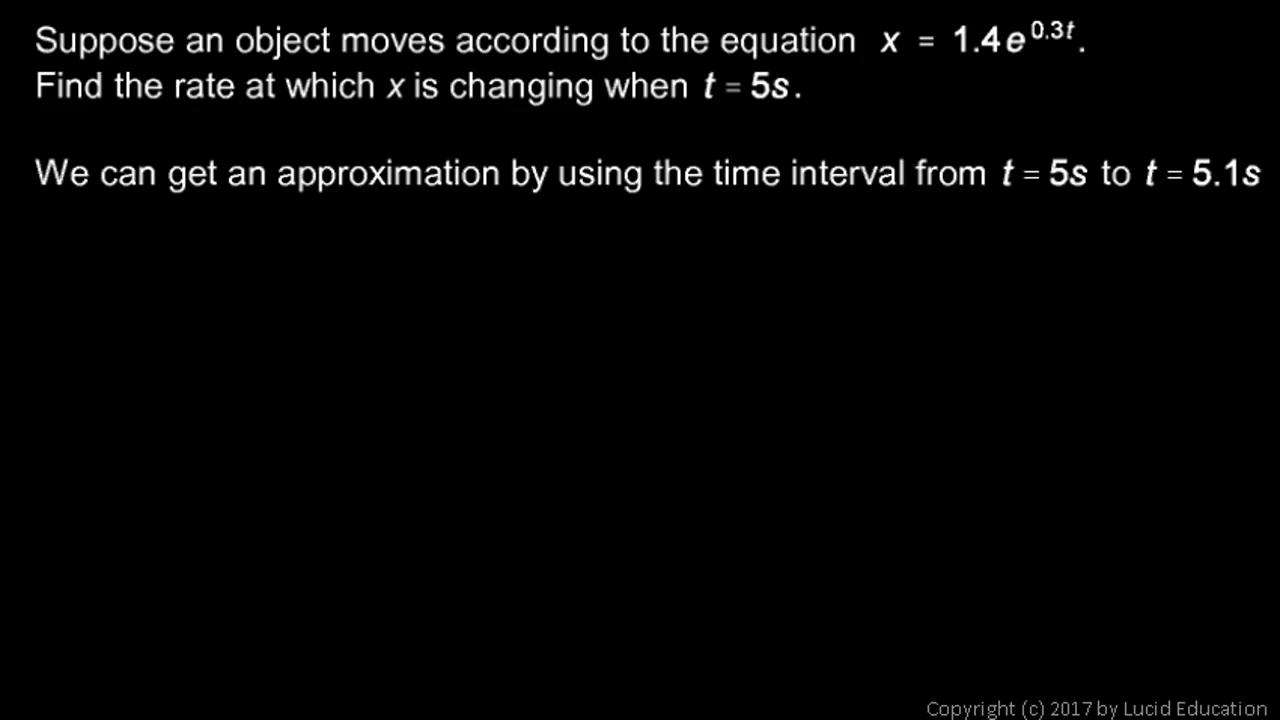 Suppose an object moves according to the equation x = 1.4e^0.3t.
Find the rate at which x is changing when t = 5s.
We can get an approximation by using the time interval from t = 5s to t = 5.1s
Copyright (c) 2017 by Lucid Education